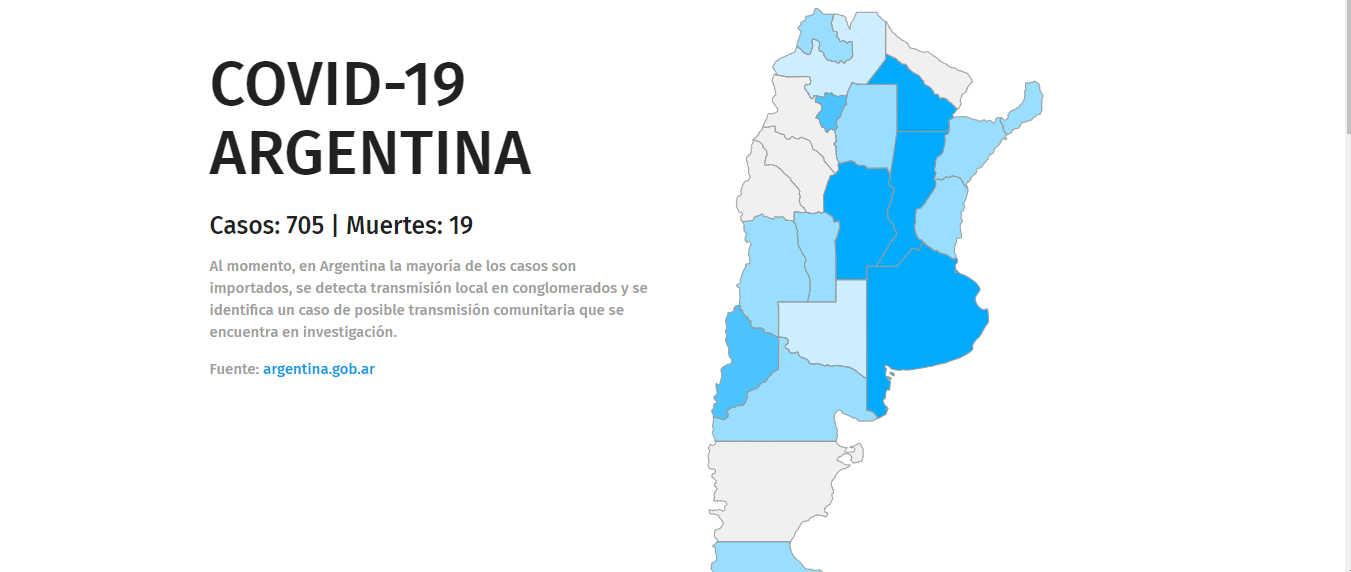 COVID-19
ARGENTINA
Casos: 705 | Muertes: 19
Al momento, en Argentina la mayoría de los casos son
importados, se detecta transmisión local en conglomerados y se
identifica un caso de posible transmisión comunitaria que se
encuentra en investigación.
Fuente: argentina.gob.ar